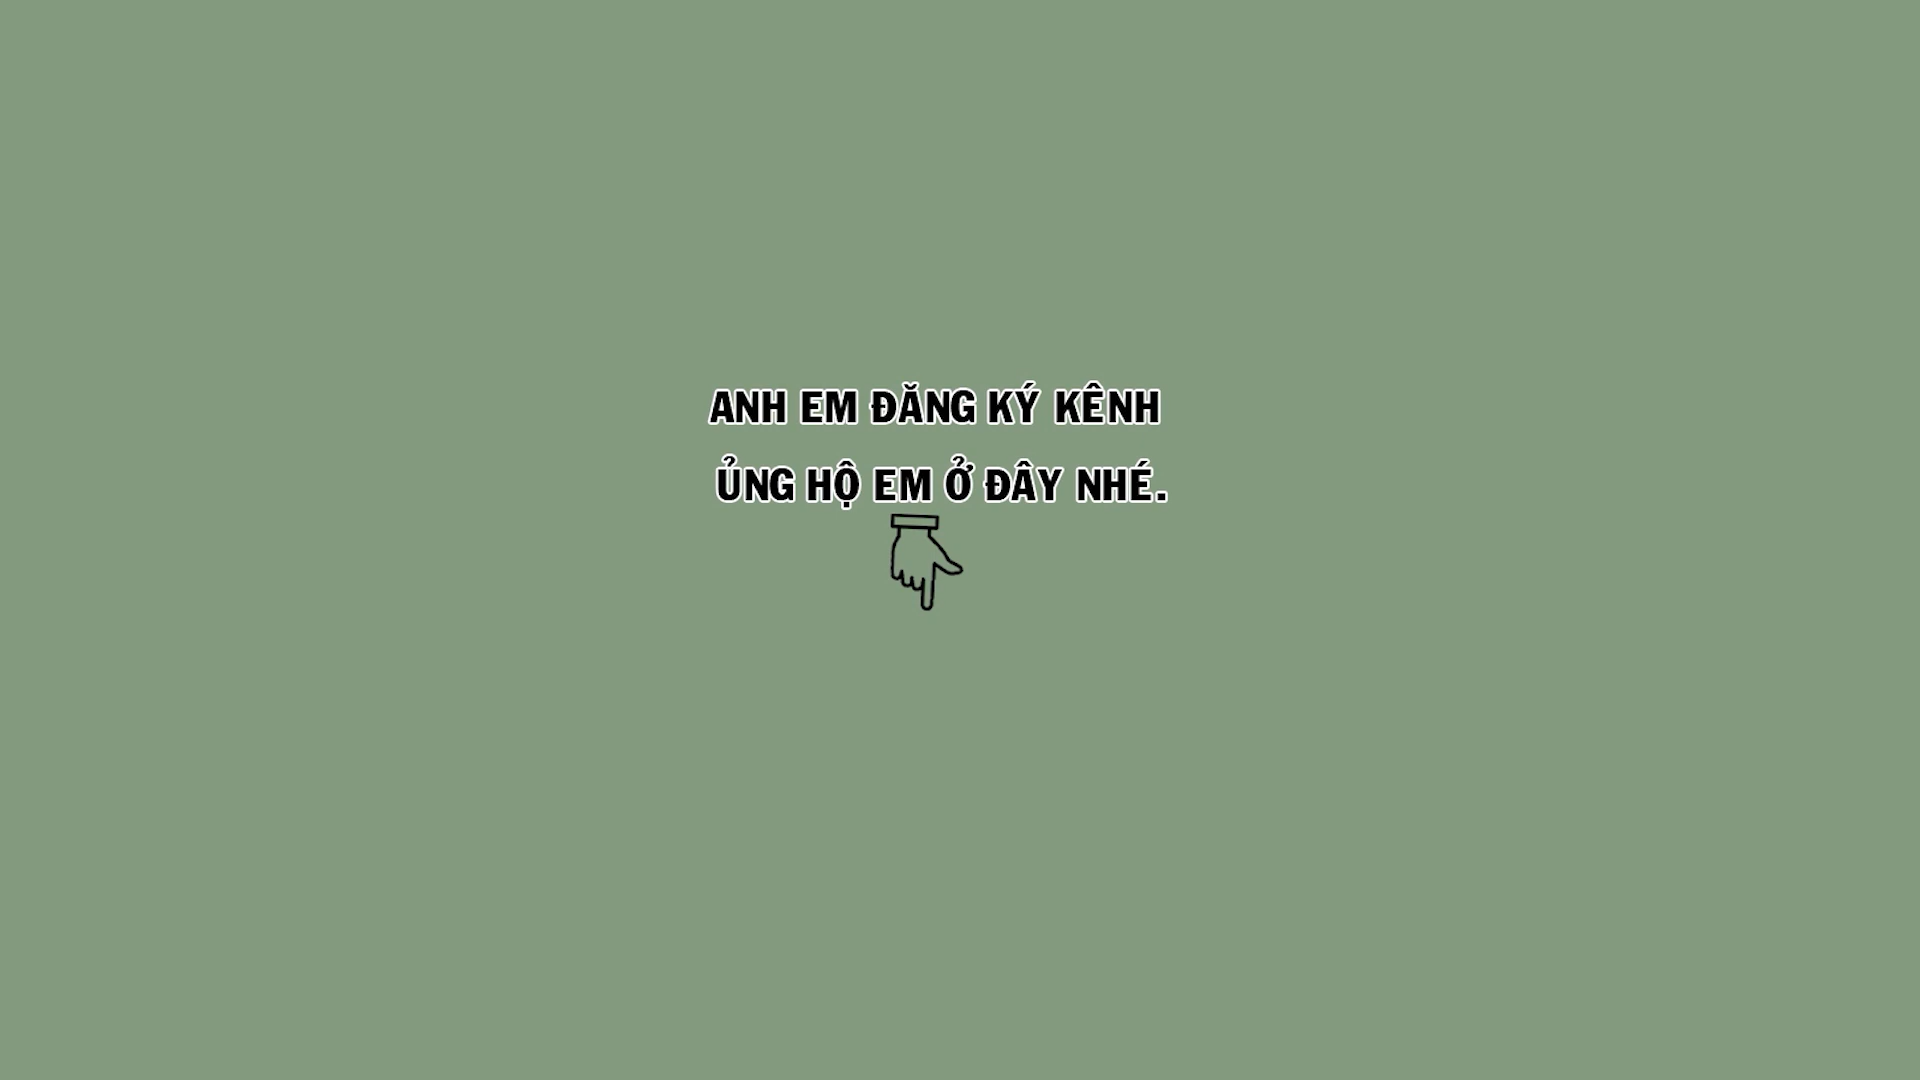 ANH EM ĐĂNG KÝ KÊNH
ỦNG HỘ EM Ở ĐÂY NHÉ.